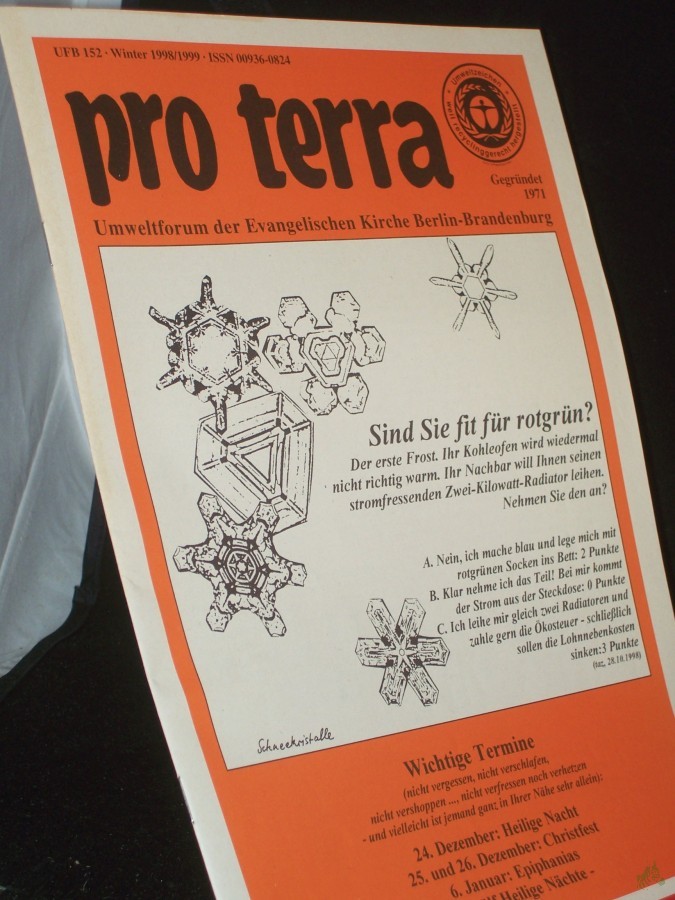 UFB 152 · Winter 1998/1999 · ISSN 00936-0824
pro terra
Umweltzeichen
weil recyclinggerecht hergestellt
Gegründet
1971
Umweltforum der Evangelischen Kirche Berlin-Brandenburg
Sind Sie fit für rotgrün?
Der erste Frost. Ihr Kohleofen wird wiedermal
nicht richtig warm. Ihr Nachbar will Ihnen seinen
stromfressenden Zwei-Kilowatt-Radiator leihen.
Nehmen Sie den an?
A. Nein, ich mache blau und lege mich mit
rotgrünen Socken ins Bett: 2 Punkte
B. Klar nehme ich das Teil! Bei mir kommt
der Strom aus der Steckdose: 0 Punkte
C. Ich leihe mir gleich zwei Radiatoren und
zahle gern die Ökosteuer - schließlich
sollen die Lohnnebenkosten
sinken:3 Punkte
(taz, 28.10.1998)
Schneekristalle
Wichtige Termine
(nicht vergessen, nicht verschlafen,
nicht vershoppen ..., nicht verfressen noch verhetzen
- und vielleicht ist jemand ganz in Ihrer Nähe sehr allein):
24. Dezember: Heilige Nacht
25. und 26. Dezember: Christfest
6. Januar: Epiphanias
Heilige Nächte -